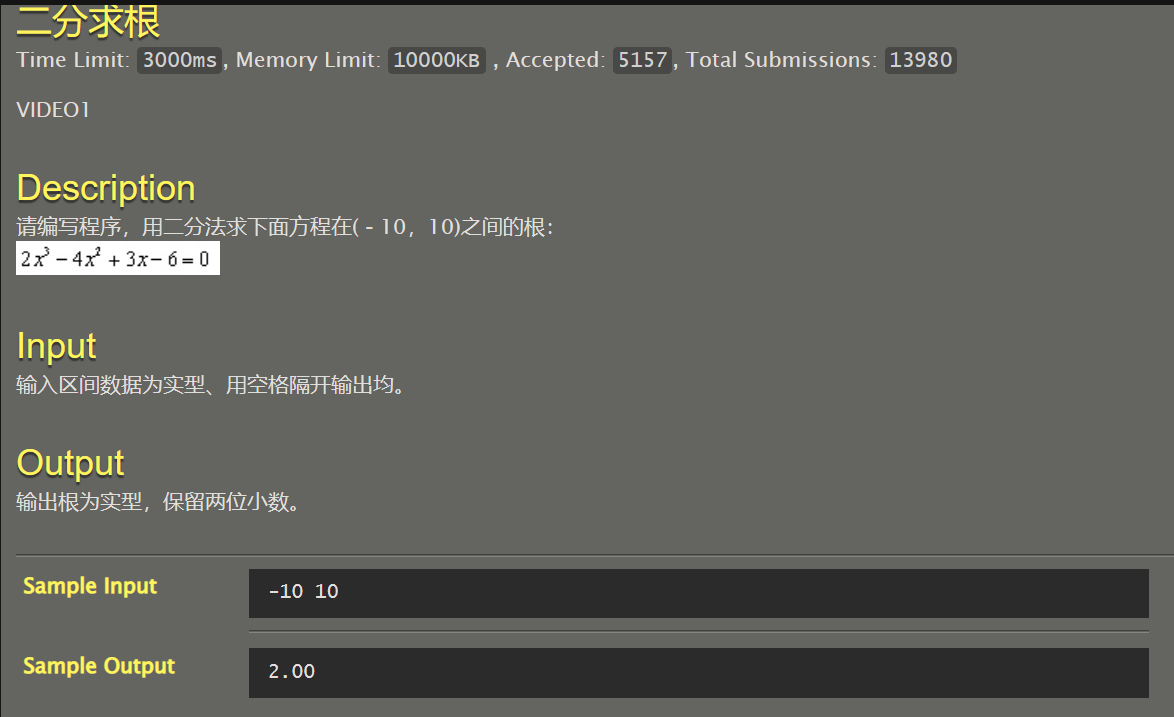 二分求根
Time Limit: 3000ms, Memory Limit: 10000KB , Accepted: 5157, Total Submissions: 13980
VIDEO1
Description
请编写程序，用二分法求下面方程在( - 10，10)之间的根：
2x³ − 4x² + 3x − 6 = 0
Input
输入区间数据为实型、用空格隔开输出均。
Output
输出根为实型，保留两位小数。
Sample Input
-10 10
Sample Output
2.00